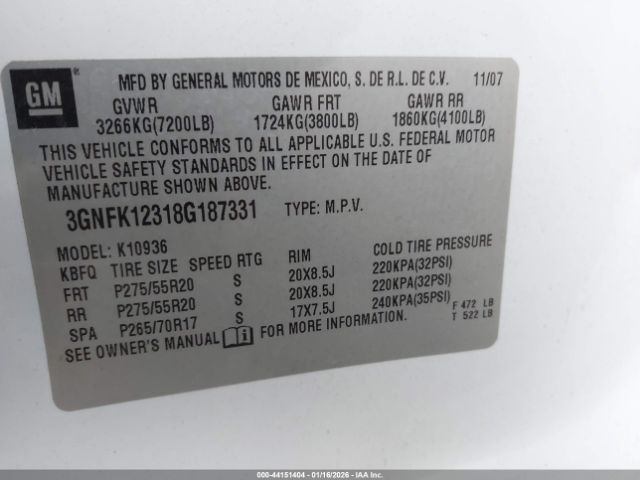 GM
MFD BY GENERAL MOTORS DE MEXICO, S. DE R.L. DE C.V. 11/07
GVWR GAWR FRT GAWR RR
3266KG(7200LB) 1724KG(3800LB) 1860KG(4100LB)
THIS VEHICLE CONFORMS TO ALL APPLICABLE U.S. FEDERAL MOTOR
VEHICLE SAFETY STANDARDS IN EFFECT ON THE DATE OF
MANUFACTURE SHOWN ABOVE.
3GNFK12318G187331 TYPE: M.P.V.
MODEL: K10936
KBFQ TIRE SIZE SPEED RTG RIM COLD TIRE PRESSURE
FRT P275/55R20 S 20X8.5J 220KPA(32PSI)
RR P275/55R20 S 20X8.5J 220KPA(32PSI)
SPA P265/70R17 S 17X7.5J 240KPA(35PSI)
SEE OWNER'S MANUAL FOR MORE INFORMATION.
F 472 LB
T 522 LB
000-44151404 | 01/16/2026 | IAA Inc.